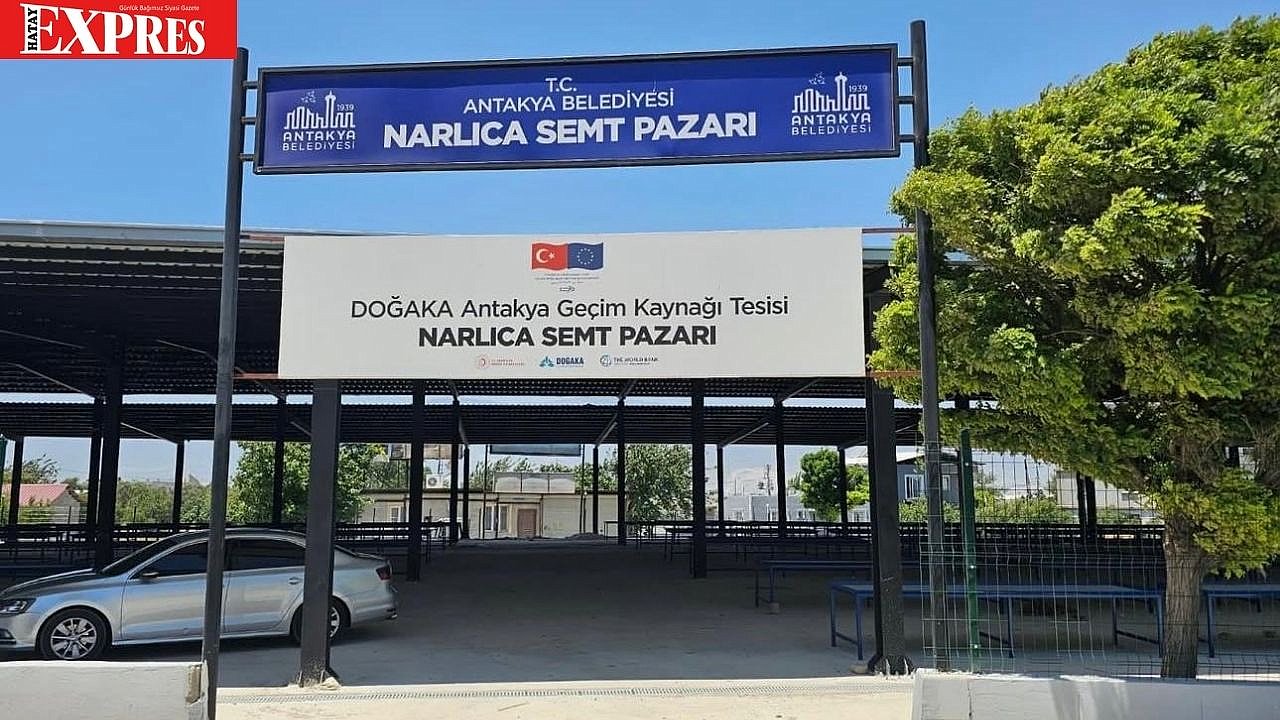 Günlük Bağımsız Siyasi Gazete
HATAY EXPRES
T.C.
ANTAKYA BELEDİYESİ
NARLICA SEMT PAZARI
1939
ANTAKYA
BELEDİYESİ
1939
ANTAKYA
BELEDİYESİ
DOĞAKA Antakya Geçim Kaynağı Tesisi
NARLICA SEMT PAZARI
DOĞAKA
THE WORLD BANK